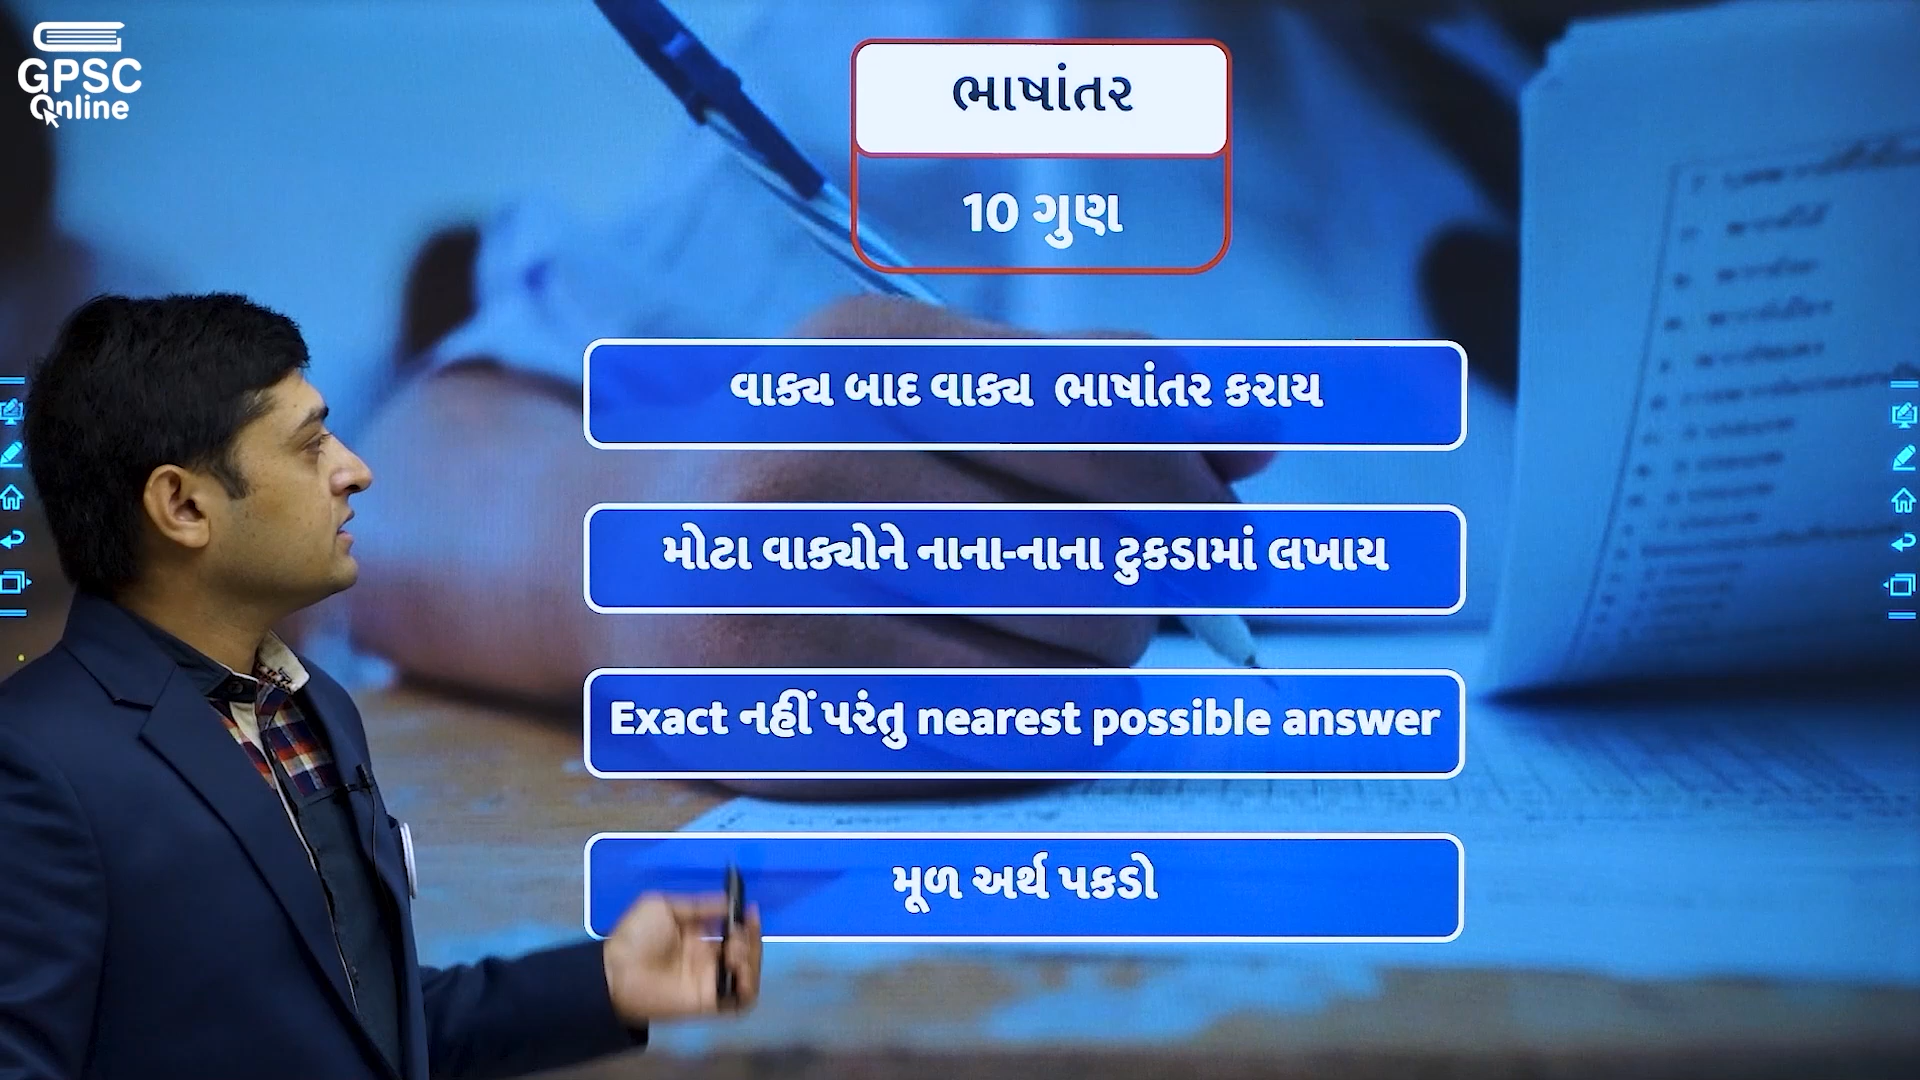 GPSC
Online
ભાષાંતર
10 ગુણ
વાક્ય બાદ વાક્ય ભાષાંતર કરાય
મોટા વાક્યોને નાના-નાના ટુકડામાં લખાય
Exact નહીં પરંતુ nearest possible answer
મૂળ અર્થ પકડો